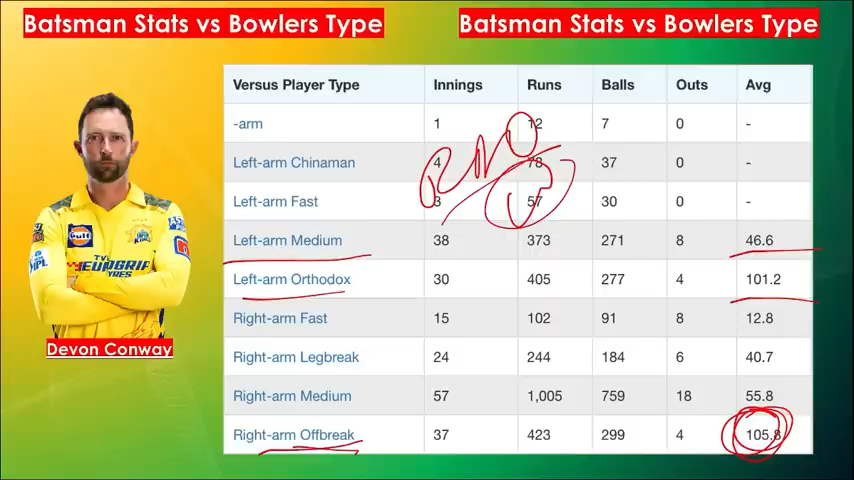 Batsman Stats vs Bowlers Type Batsman Stats vs Bowlers Type
Versus Player Type Innings Runs Balls Outs Avg
-arm 1 12 7 0 -
Left-arm Chinaman 4 78 37 0 -
Left-arm Fast 3 57 30 0 -
Left-arm Medium 38 373 271 8 46.6
Left-arm Orthodox 30 405 277 4 101.2
Right-arm Fast 15 102 91 8 12.8
Right-arm Legbreak 24 244 184 6 40.7
Right-arm Medium 57 1,005 759 18 55.8
Right-arm Offbreak 37 423 299 4 105.8
Gulf
IPL
Devon Conway